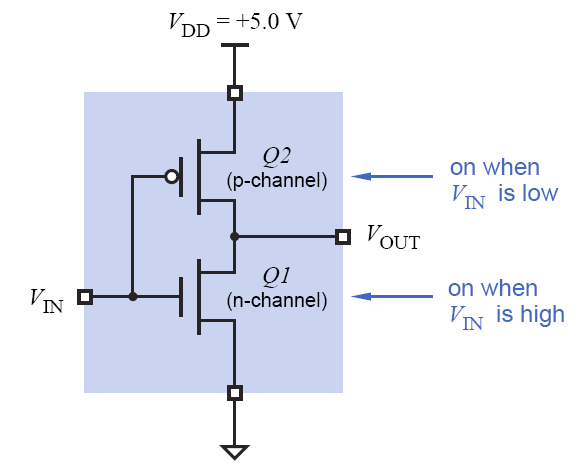 VDD = +5.0 V
Q2
(p-channel)
on when
VIN is low
VOUT
Q1
(n-channel)
on when
VIN is high
VIN